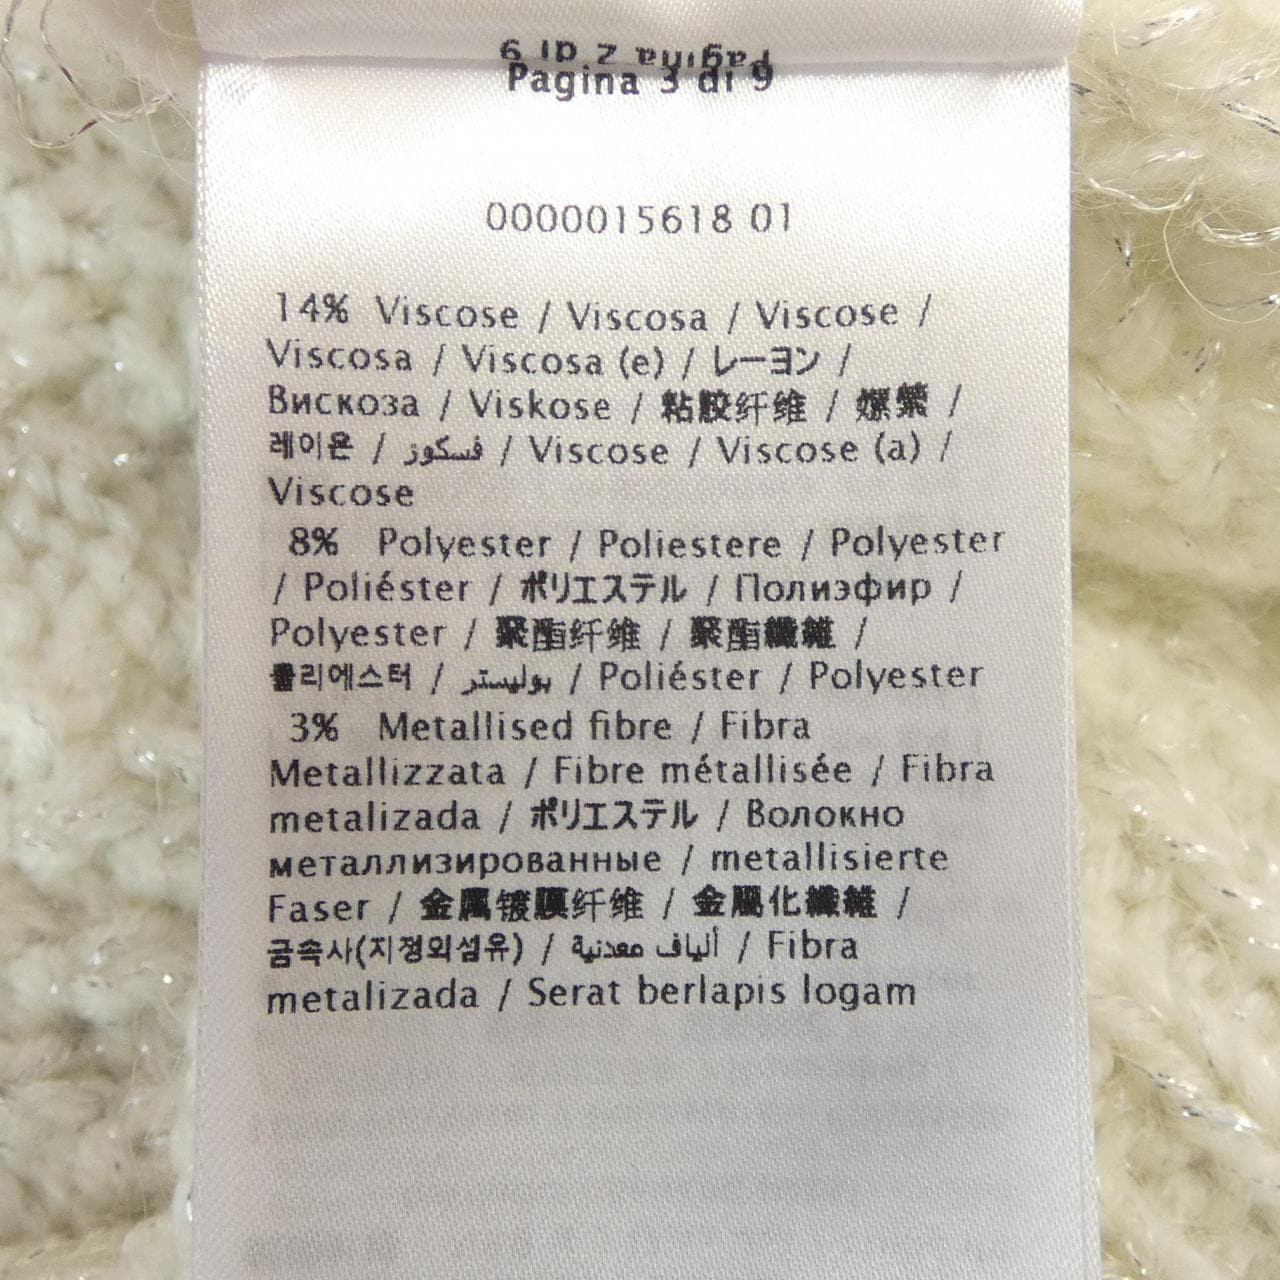 Pagina 2 di 9
Pagina 3 di 9
0000015618 01
14% Viscose / Viscosa / Viscose /
Viscosa / Viscosa (e) / レーヨン /
Вискоза / Viskose / 粘胶纤维 / 嫘縈 /
레이온 / فسكوز / Viscose / Viscose (a) /
Viscose
8% Polyester / Poliestere / Polyester
/ Poliéster / ポリエステル / Полиэфир /
Polyester / 聚酯纤维 / 聚酯纖維 /
폴리에스터 / بوليستر / Poliéster / Polyester
3% Metallised fibre / Fibra
Metallizzata / Fibre métallisée / Fibra
metalizada / ポリエステル / Волокно
металлизированные / metallisierte
Faser / 金属镀膜纤维 / 金屬化纖維 /
금속사(지정외섬유) / ألياف معدنية / Fibra
metalizada / Serat berlapis logam